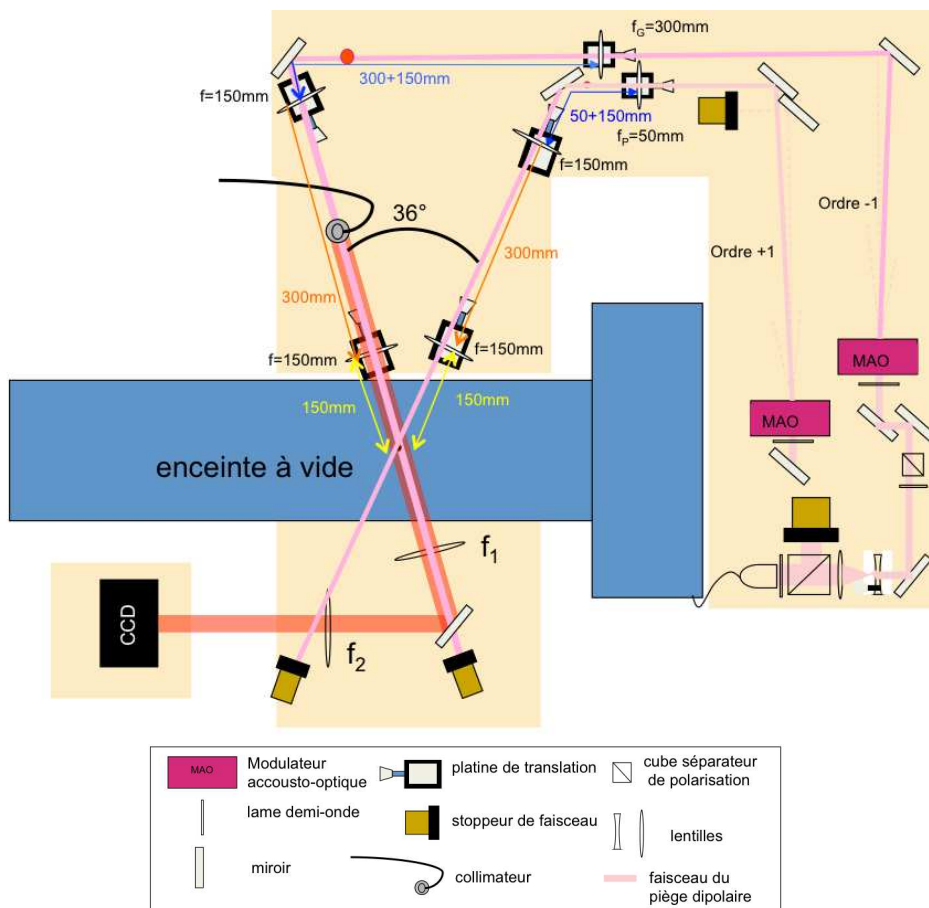 f_G=300mm
300+150mm
f=150mm
50+150mm
f_P=50mm
f=150mm
36°
Ordre -1
Ordre +1
300mm
300mm
MAO
f=150mm
f=150mm
150mm
150mm
MAO
enceinte à vide
f_1
CCD
f_2
MAO
Modulateur
accousto-optique
platine de translation
cube séparateur
de polarisation
lame demi-onde
stoppeur de faisceau
lentilles
miroir
collimateur
faisceau du
piège dipolaire